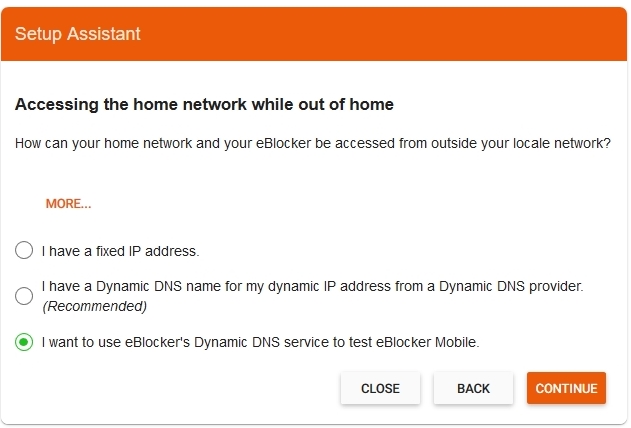 Setup Assistant
Accessing the home network while out of home
How can your home network and your eBlocker be accessed from outside your locale network?
MORE...
I have a fixed IP address.
I have a Dynamic DNS name for my dynamic IP address from a Dynamic DNS provider.
(Recommended)
I want to use eBlocker's Dynamic DNS service to test eBlocker Mobile.
CLOSE BACK CONTINUE